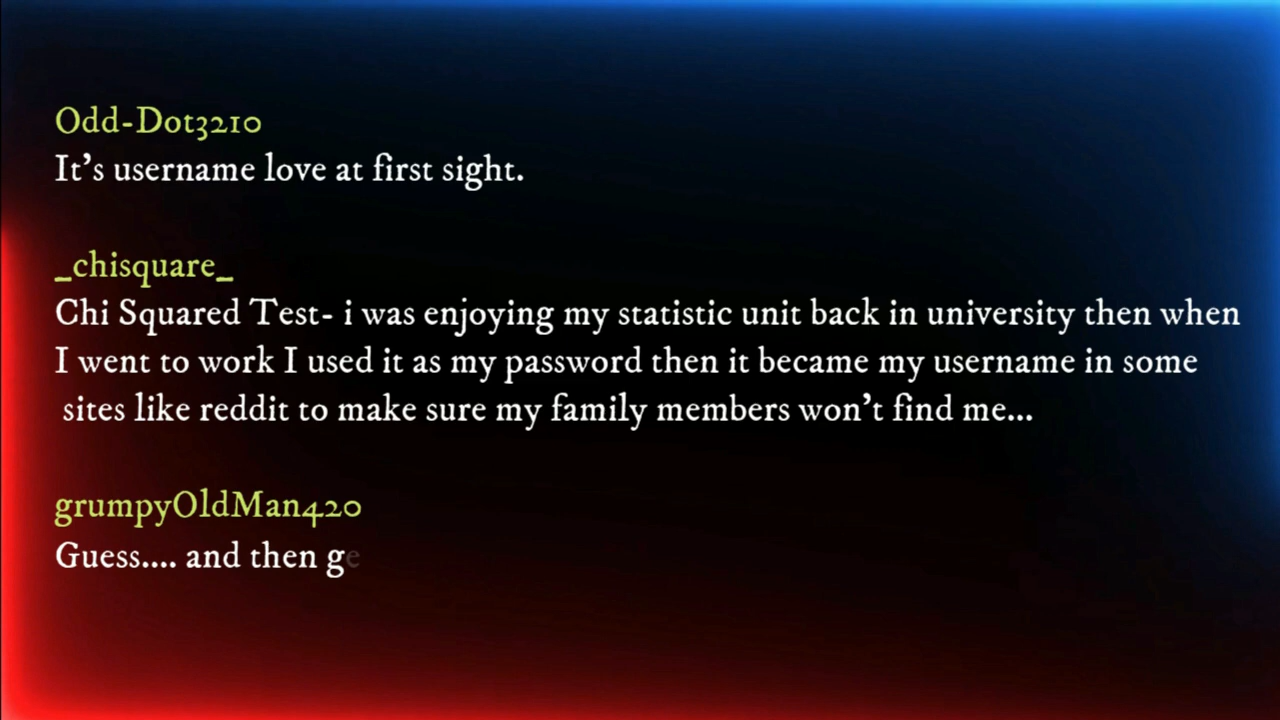 Odd-Dot3210
It's username love at first sight.
_chisquare_
Chi Squared Test- i was enjoying my statistic unit back in university then when
I went to work I used it as my password then it became my username in some
sites like reddit to make sure my family members won't find me...
grumpyOldMan420
Guess.... and then ge